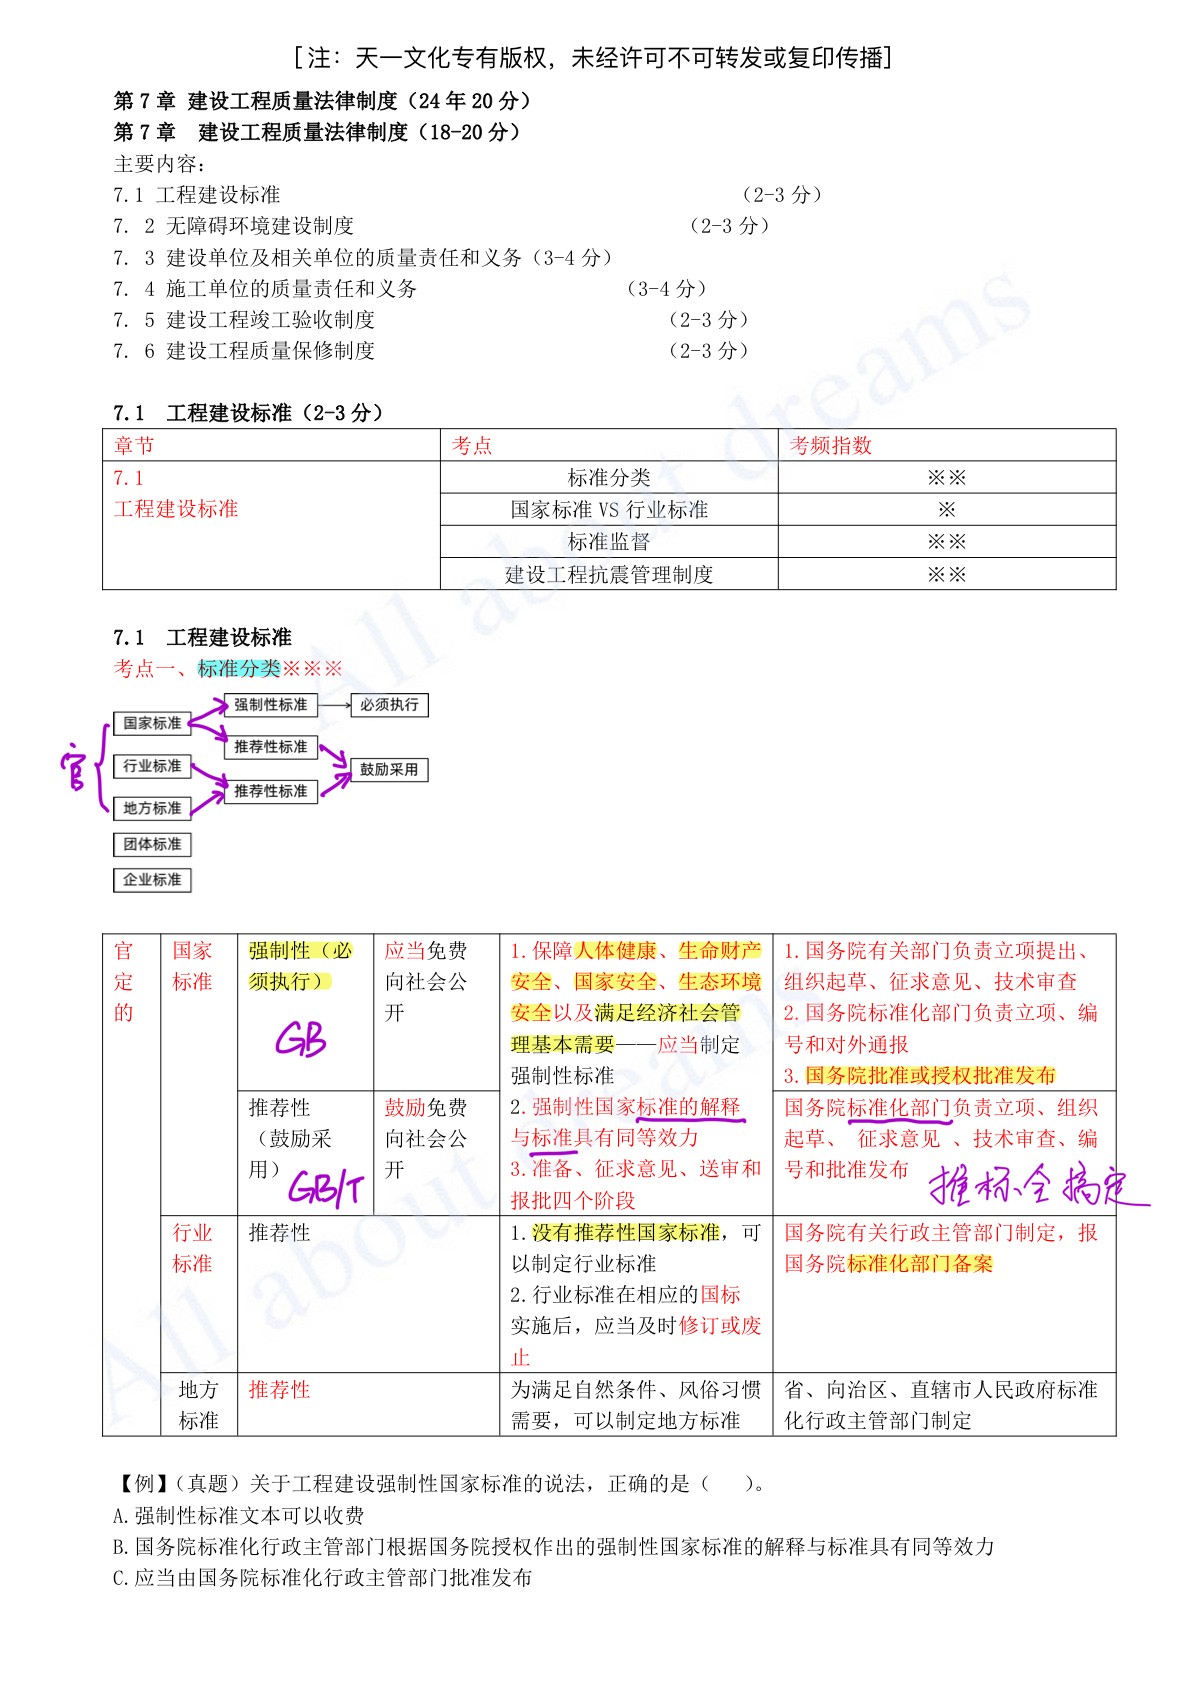 [注：天一文化专有版权，未经许可不可转发或复印传播]
第 7 章 建设工程质量法律制度（24 年 20 分）
第 7 章 建设工程质量法律制度（18-20 分）
主要内容：
7.1 工程建设标准 （2-3 分）
7. 2 无障碍环境建设制度 （2-3 分）
7. 3 建设单位及相关单位的质量责任和义务（3-4 分）
7. 4 施工单位的质量责任和义务 （3-4 分）
7. 5 建设工程竣工验收制度 （2-3 分）
7. 6 建设工程质量保修制度 （2-3 分）
7.1 工程建设标准（2-3 分）
章节 考点 考频指数
7.1 标准分类 ※※
工程建设标准 国家标准 VS 行业标准 ※
标准监督 ※※
建设工程抗震管理制度 ※※
7.1 工程建设标准
考点一、标准分类※※※
强制性标准 必须执行
国家标准
推荐性标准
官 行业标准 鼓励采用
推荐性标准
地方标准
团体标准
企业标准
官定的
国家标准
强制性（必须执行）
GB
应当免费向社会公开
1.保障人体健康、生命财产
安全、国家安全、生态环境
安全以及满足经济社会管
理基本需要——应当制定
强制性标准
2.强制性国家标准的解释
与标准具有同等效力
3.准备、征求意见、送审和
报批四个阶段
1.国务院有关部门负责立项提出、
组织起草、征求意见、技术审查
2.国务院标准化部门负责立项、编
号和对外通报
3.国务院批准或授权批准发布
推荐性
（鼓励采
用）
GB/T
鼓励免费
向社会公
开
国务院标准化部门负责立项、组织
起草、 征求意见 、技术审查、编
号和批准发布
推标全搞定
行业
标准
推荐性
1.没有推荐性国家标准，可
以制定行业标准
2.行业标准在相应的国标
实施后，应当及时修订或废
止
国务院有关行政主管部门制定，报
国务院标准化部门备案
地方
标准
推荐性
为满足自然条件、风俗习惯
需要，可以制定地方标准
省、向治区、直辖市人民政府标准
化行政主管部门制定
【例】（真题）关于工程建设强制性国家标准的说法，正确的是（ ）。
A.强制性标准文本可以收费
B.国务院标准化行政主管部门根据国务院授权作出的强制性国家标准的解释与标准具有同等效力
C.应当由国务院标准化行政主管部门批准发布
All about dreams
All about dreams